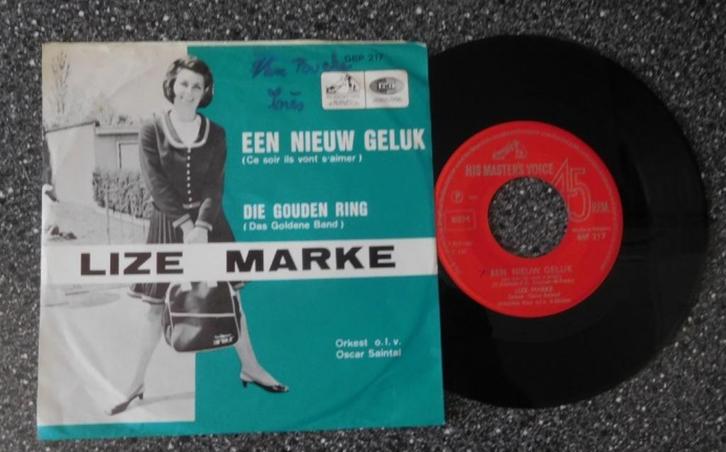 GEP 217
EEN NIEUW GELUK
(Ce soir ils vont s'aimer)
DIE GOUDEN RING
(Das Goldene Band)
LIZE MARKE
Orkest o.l.v.
Oscar Saintal
HIS MASTER'S VOICE
45
RPM
GEP 217
EEN NIEUW GELUK
LIZE MARKE